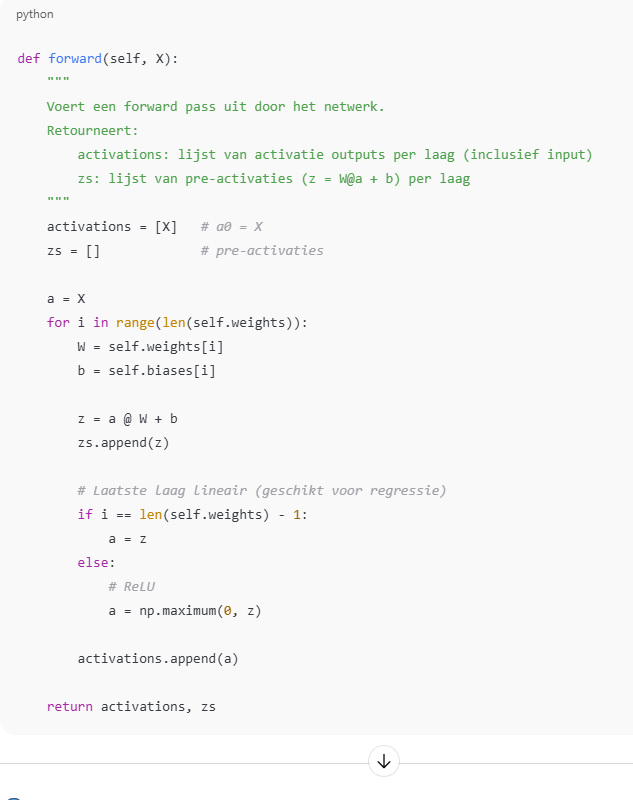 python
def forward(self, X):
    """
    Voert een forward pass uit door het netwerk.
    Retourneert:
        activations: lijst van activatie outputs per laag (inclusief input)
        zs: lijst van pre-activaties (z = W@a + b) per laag
    """
    activations = [X]   # a0 = X
    zs = []             # pre-activaties
    a = X
    for i in range(len(self.weights)):
        W = self.weights[i]
        b = self.biases[i]
        z = a @ W + b
        zs.append(z)
        # Laatste laag lineair (geschikt voor regressie)
        if i == len(self.weights) - 1:
            a = z
        else:
            # ReLU
            a = np.maximum(0, z)
        activations.append(a)
    return activations, zs